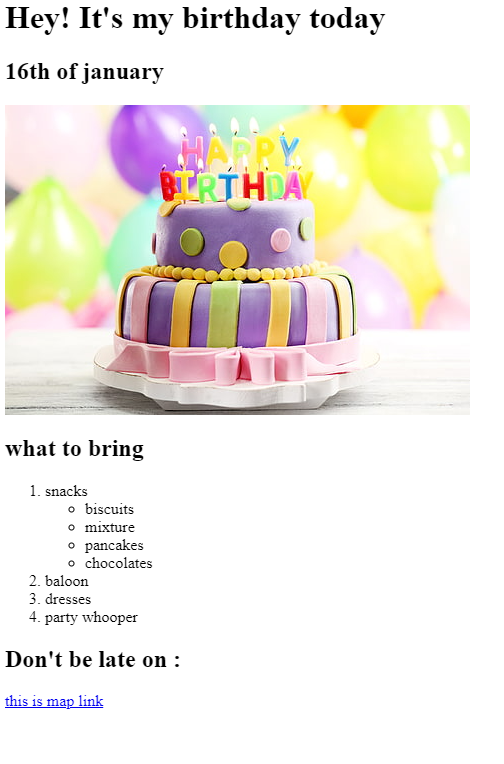 Hey! It's my birthday today
16th of january
HAPPY
BIRTHDAY
what to bring
1. snacks
biscuits
mixture
pancakes
chocolates
2. baloon
3. dresses
4. party whooper
Don't be late on :
this is map link